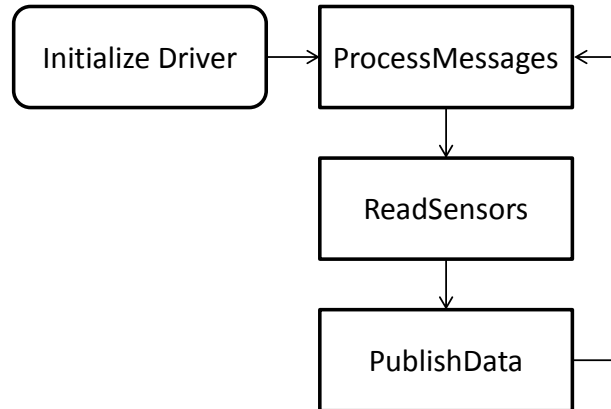 Initialize Driver
ProcessMessages
ReadSensors
PublishData